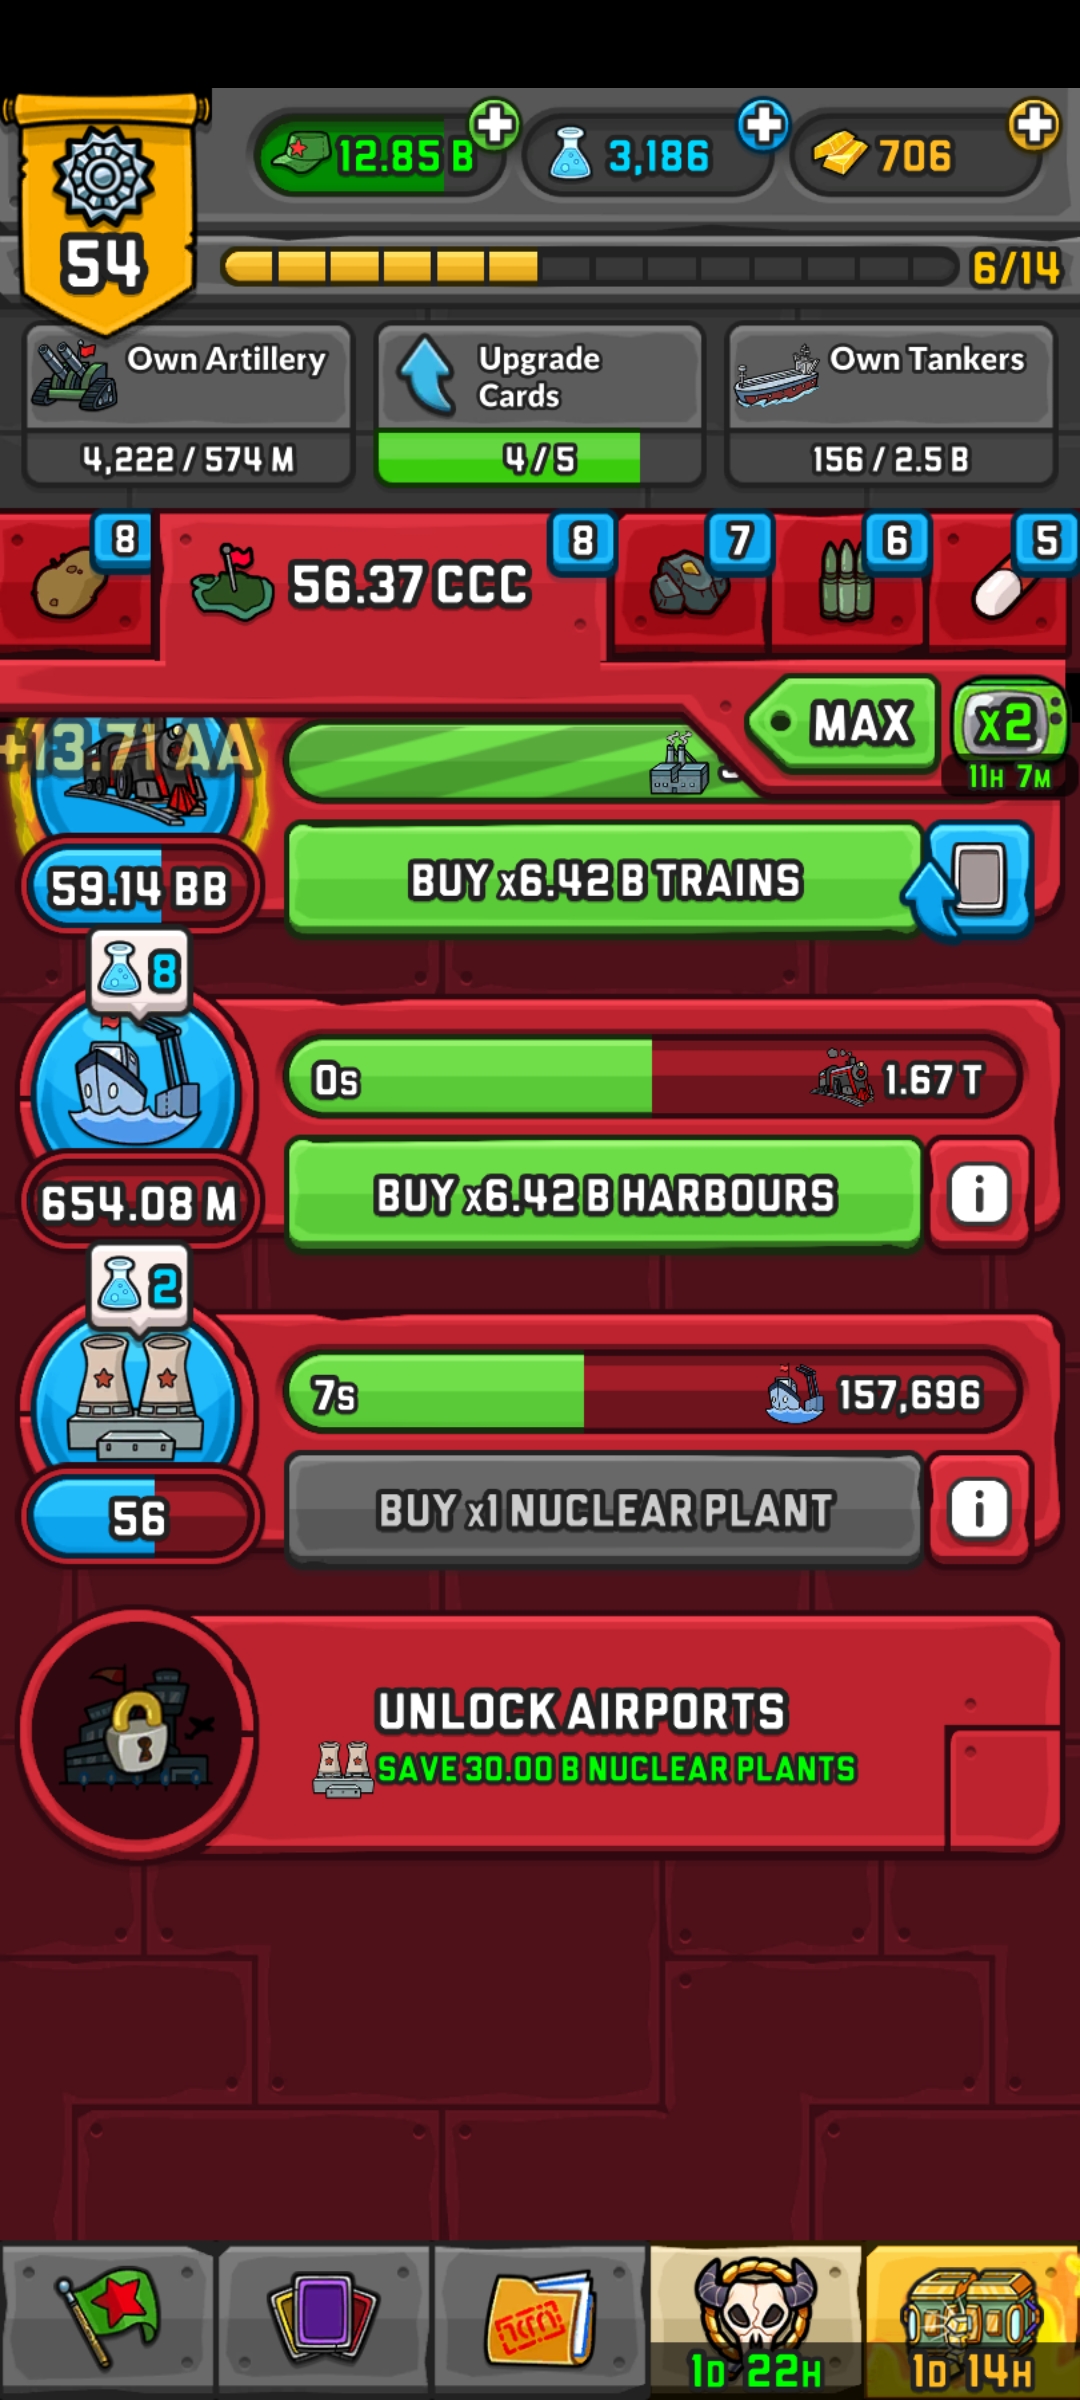 12.85 B
3,186
706
54
6/14
Own Artillery
4,222 / 574 M
Upgrade
Cards
4 / 5
Own Tankers
156 / 2.5 B
8
56.37 CCC
8
7
6
5
MAX
x2
11H 7M
+13.71 AA
59.14 BB
BUY x6.42 B TRAINS
8
0s
1.67 T
654.08 M
BUY x6.42 B HARBOURS
i
2
7s
157,696
56
BUY x1 NUCLEAR PLANT
i
UNLOCK AIRPORTS
SAVE 30.00 B NUCLEAR PLANTS
1D 22H
1D 14H